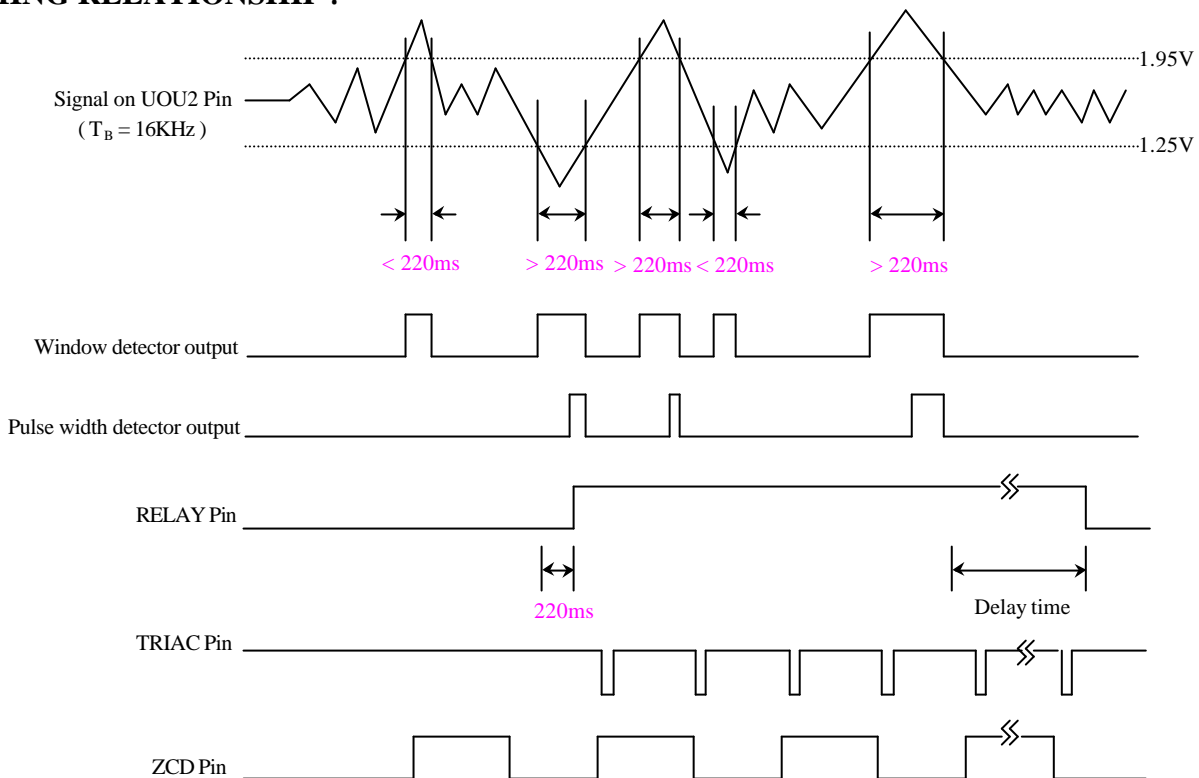 1.95V
Signal on UOU2 Pin
( TB = 16KHz )
1.25V
< 220ms > 220ms > 220ms < 220ms > 220ms
Window detector output
Pulse width detector output
RELAY Pin
220ms
Delay time
TRIAC Pin
ZCD Pin